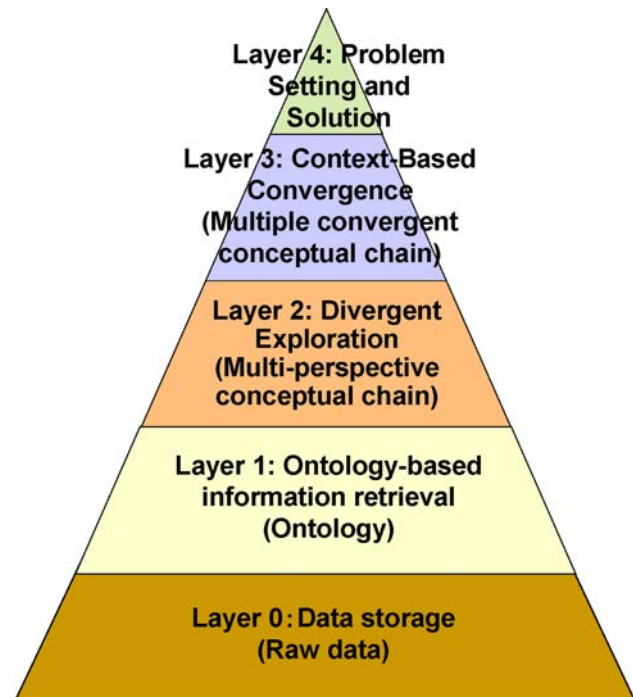 Layer 4: Problem
Setting and
Solution
Layer 3: Context-Based
Convergence
(Multiple convergent
conceptual chain)
Layer 2: Divergent
Exploration
(Multi-perspective
conceptual chain)
Layer 1: Ontology-based
information retrieval
(Ontology)
Layer 0：Data storage
(Raw data)